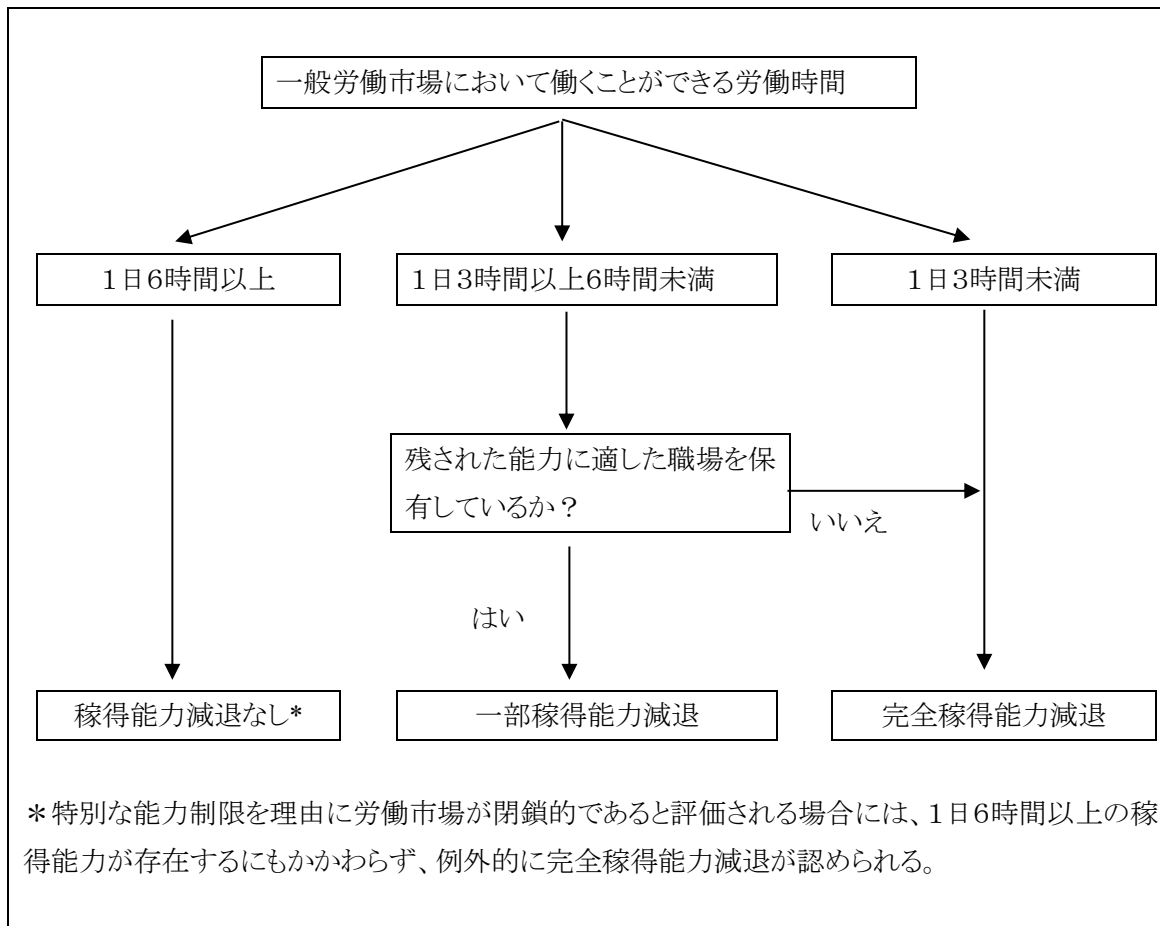 一般労働市場において働くことができる労働時間
１日６時間以上
１日３時間以上６時間未満
１日３時間未満
残された能力に適した職場を保
有しているか？
いいえ
はい
稼得能力減退なし*
一部稼得能力減退
完全稼得能力減退
＊特別な能力制限を理由に労働市場が閉鎖的であると評価される場合には、１日６時間以上の稼
得能力が存在するにもかかわらず、例外的に完全稼得能力減退が認められる。